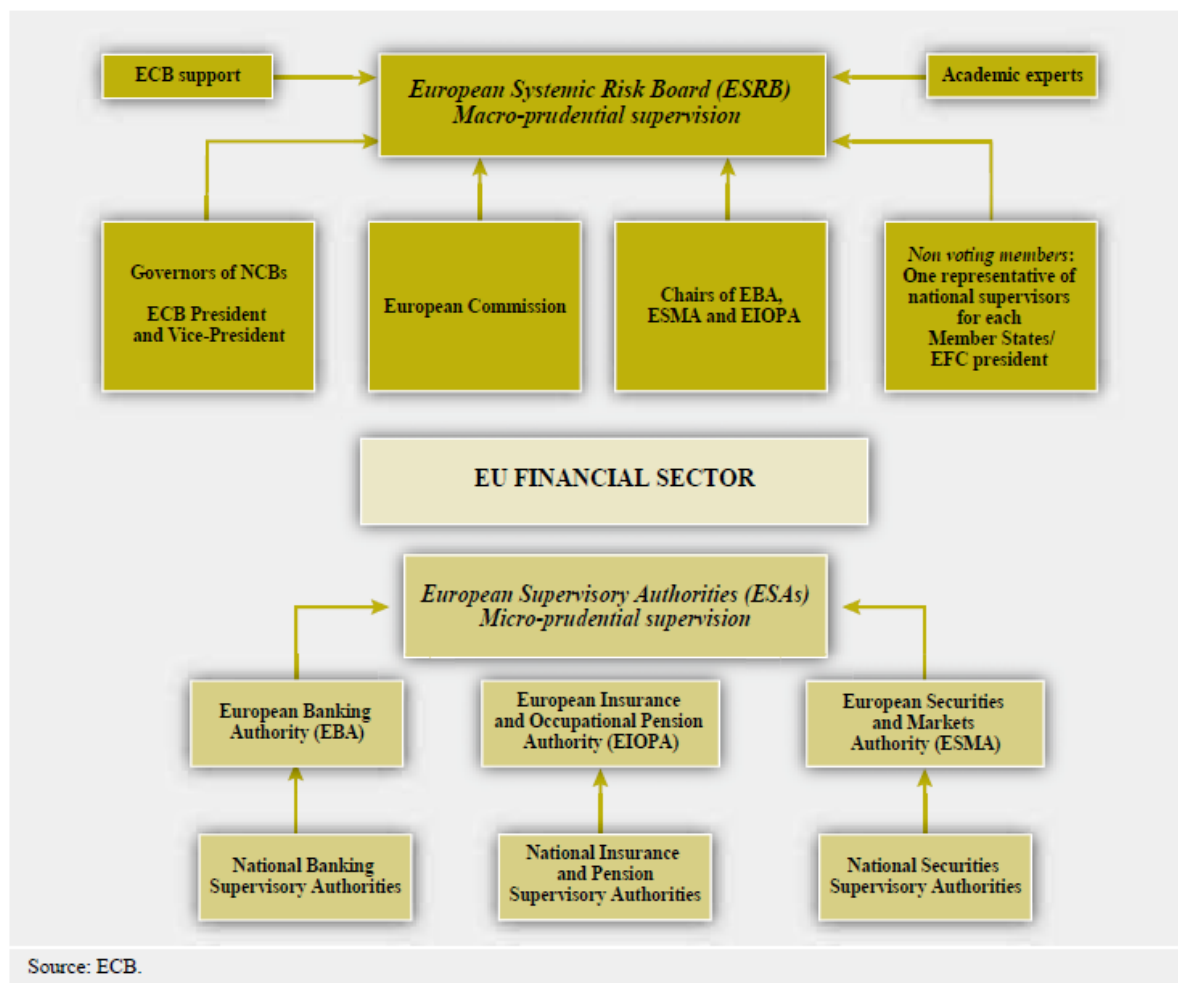 ECB support
European Systemic Risk Board (ESRB)
Macro-prudential supervision
Academic experts
Governors of NCBs
ECB President
and Vice-President
European Commission
Chairs of EBA,
ESMA and EIOPA
Non voting members:
One representative of
national supervisors
for each
Member States/
EFC president
EU FINANCIAL SECTOR
European Supervisory Authorities (ESAs)
Micro-prudential supervision
European Banking
Authority (EBA)
European Insurance
and Occupational Pension
Authority (EIOPA)
European Securities
and Markets
Authority (ESMA)
National Banking
Supervisory Authorities
National Insurance
and Pension
Supervisory Authorities
National Securities
Supervisory Authorities
Source: ECB.